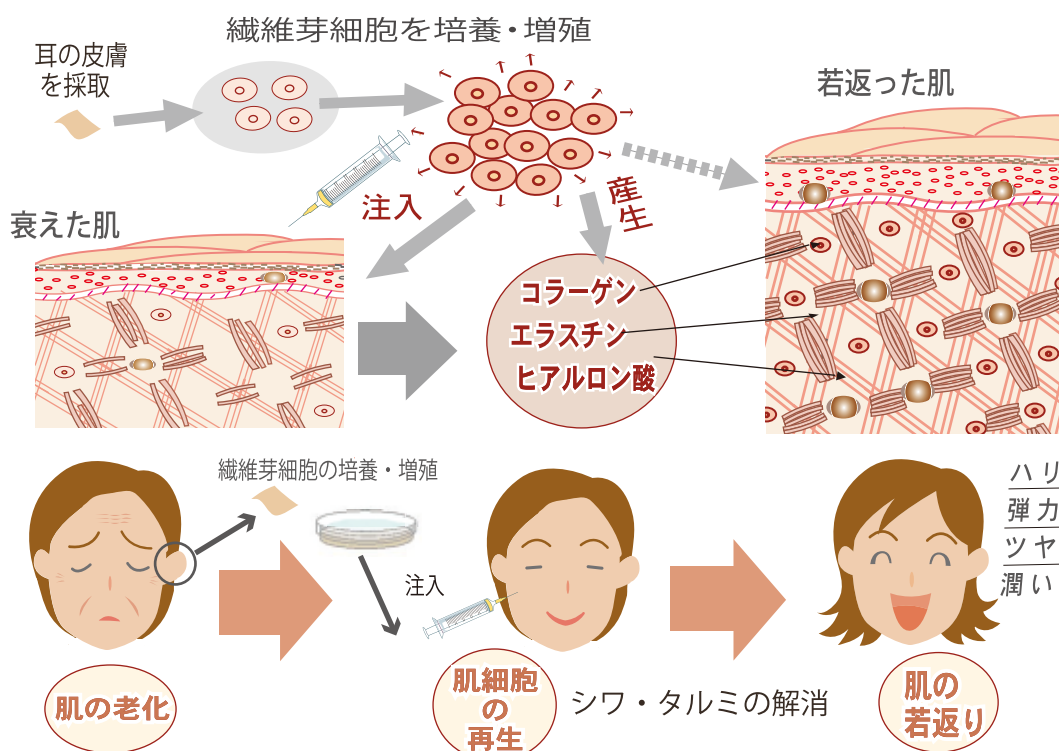 繊維芽細胞を培養・増殖
耳の皮膚
を採取
若返った肌
注入
産生
衰えた肌
コラーゲン
エラスチン
ヒアルロン酸
繊維芽細胞の培養・増殖
ハリ
弾力
ツヤ
潤い
注入
肌の老化
肌細胞
の
再生
シワ・タルミの解消
肌の
若返り